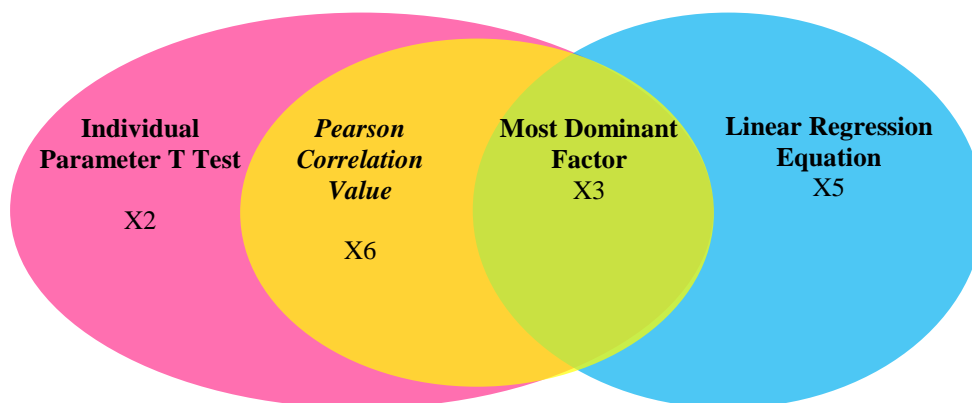 Individual
Parameter T Test
X2
Pearson
Correlation
Value
X6
Most Dominant
Factor
X3
Linear Regression
Equation
X5